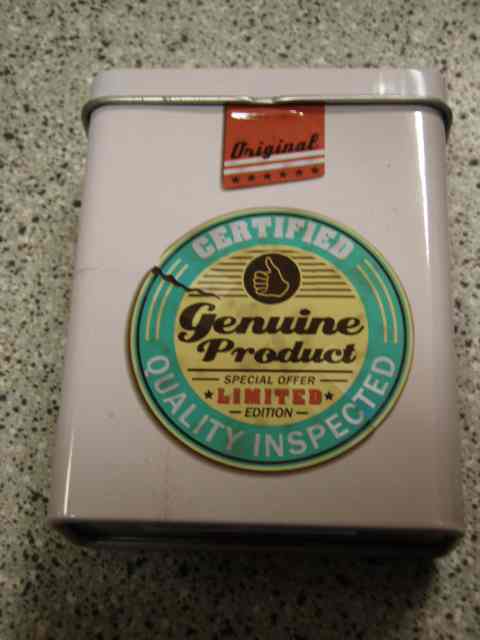 Original
CERTIFIED
Genuine
Product
SPECIAL OFFER
LIMITED
EDITION
QUALITY INSPECTED